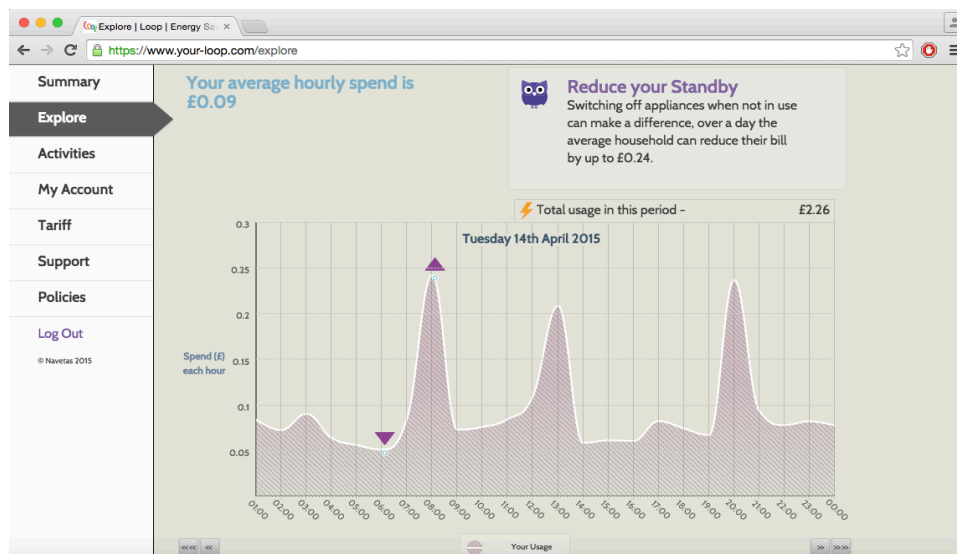 Explore | Loop | Energy Sa
https://www.your-loop.com/explore
Summary
Explore
Activities
My Account
Tariff
Support
Policies
Log Out
© Navetas 2015
Your average hourly spend is
£0.09
Reduce your Standby
Switching off appliances when not in use
can make a difference, over a day the
average household can reduce their bill
by up to £0.24.
Total usage in this period -
£2.26
Tuesday 14th April 2015
Spend (£)
each hour
0.3
0.25
0.2
0.15
0.1
0.05
01:00 02:00 03:00 04:00 05:00 06:00 07:00 08:00 09:00 10:00 11:00 12:00 13:00 14:00 15:00 16:00 17:00 18:00 19:00 20:00 21:00 22:00 23:00 00:00
<< <
Your Usage
> >>